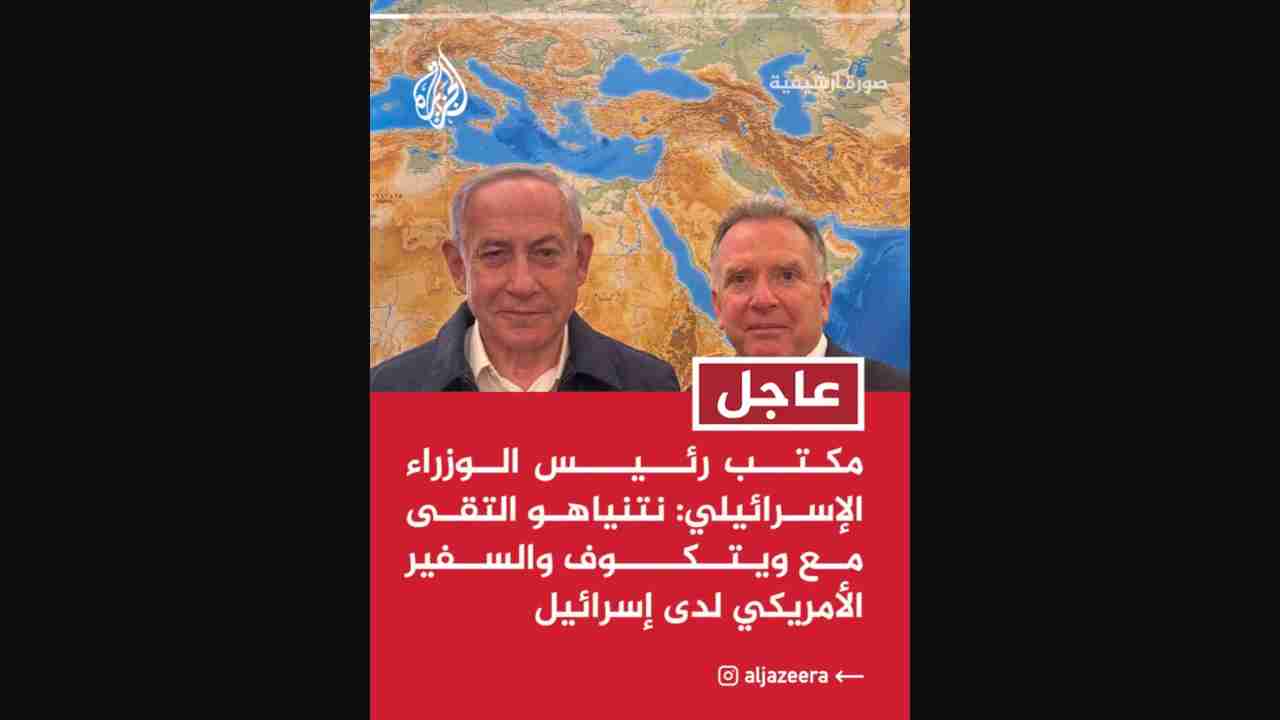 الجزيرة
صورة أرشيفية
عاجل
مكتب رئيس الوزراء
الإسرائيلي: نتنياهو التقى
مع ويتكوف والسفير
الأمريكي لدى إسرائيل
aljazeera